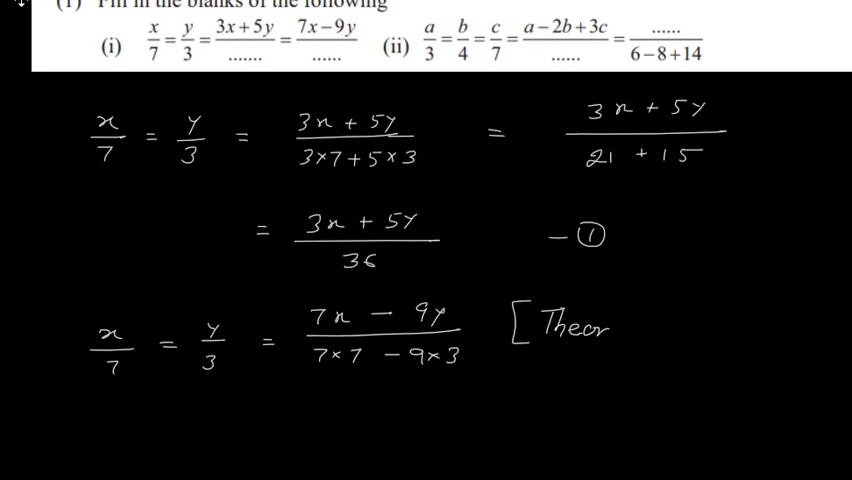 (1) Fill in the blanks of the following
(i) x/7 = y/3 = 3x+5y/....... = 7x−9y/...... (ii) a/3 = b/4 = c/7 = a−2b+3c/...... = ....../6−8+14
x/7 = y/3 = 3x + 5y/3×7+5×3 = 3x + 5y/21 + 15
= 3x + 5y/36 − ①
x/7 = y/3 = 7x − 9y/7×7 − 9×3 [Theor